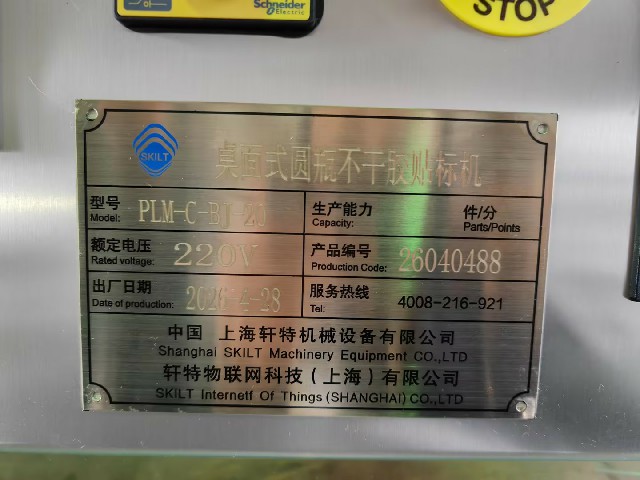 Schneider
Electric
STOP
SKILT
桌面式圆瓶不干胶贴标机
型号
Model:
PLM-C-BT-20
生产能力
Capacity:
件/分
Parts/Points
额定电压
Rated voltage:
220V
产品编号
Production Code:
26040488
出厂日期
Date of production:
2026-4-28
服务热线
Tel:
4008-216-921
中国 上海轩特机械设备有限公司
Shanghai SKILT Machinery Equipment CO.,LTD
轩特物联网科技(上海)有限公司
SKILT Internetf Of Things (SHANGHAI) CO.,LTD